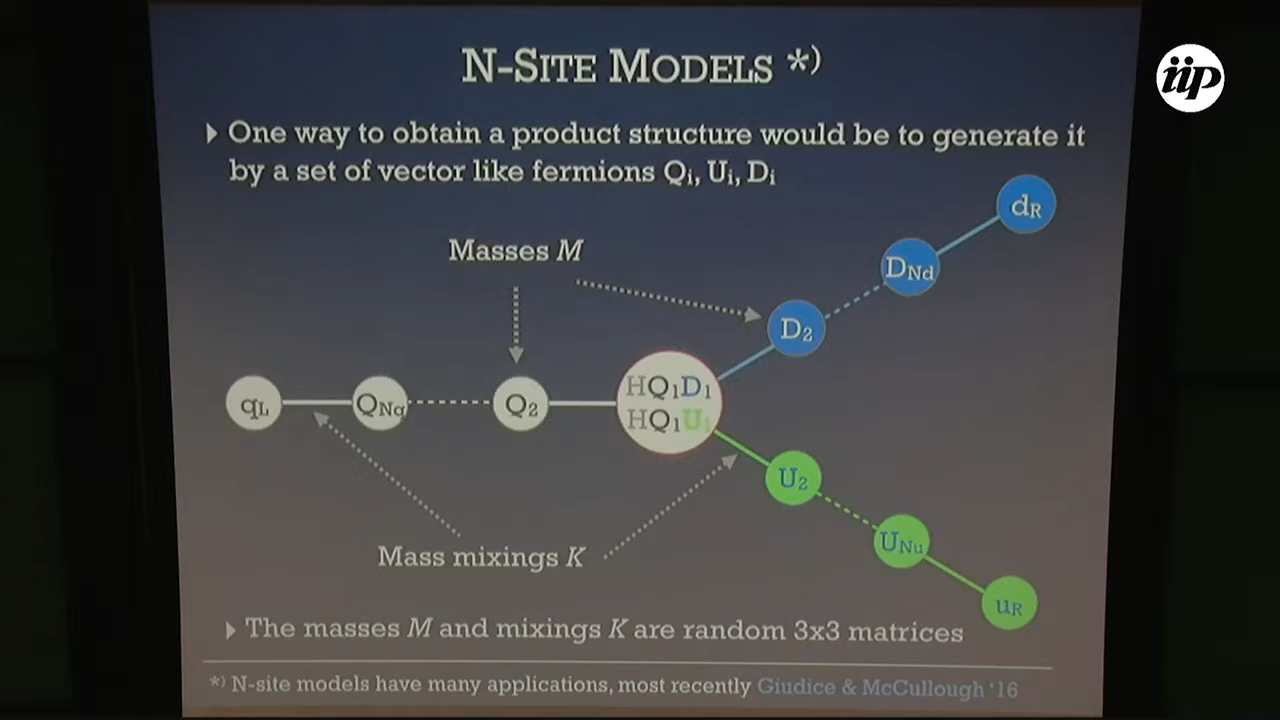 N-SITE MODELS *)
iip
One way to obtain a product structure would be to generate it
by a set of vector like fermions Qi, Ui, Di
dR
Masses M
DNd
D2
HQ1D1
qL
QNq
Q2
HQ1U1
U2
UNu
Mass mixings K
uR
The masses M and mixings K are random 3x3 matrices
*) N-site models have many applications, most recently Giudice & McCullough '16